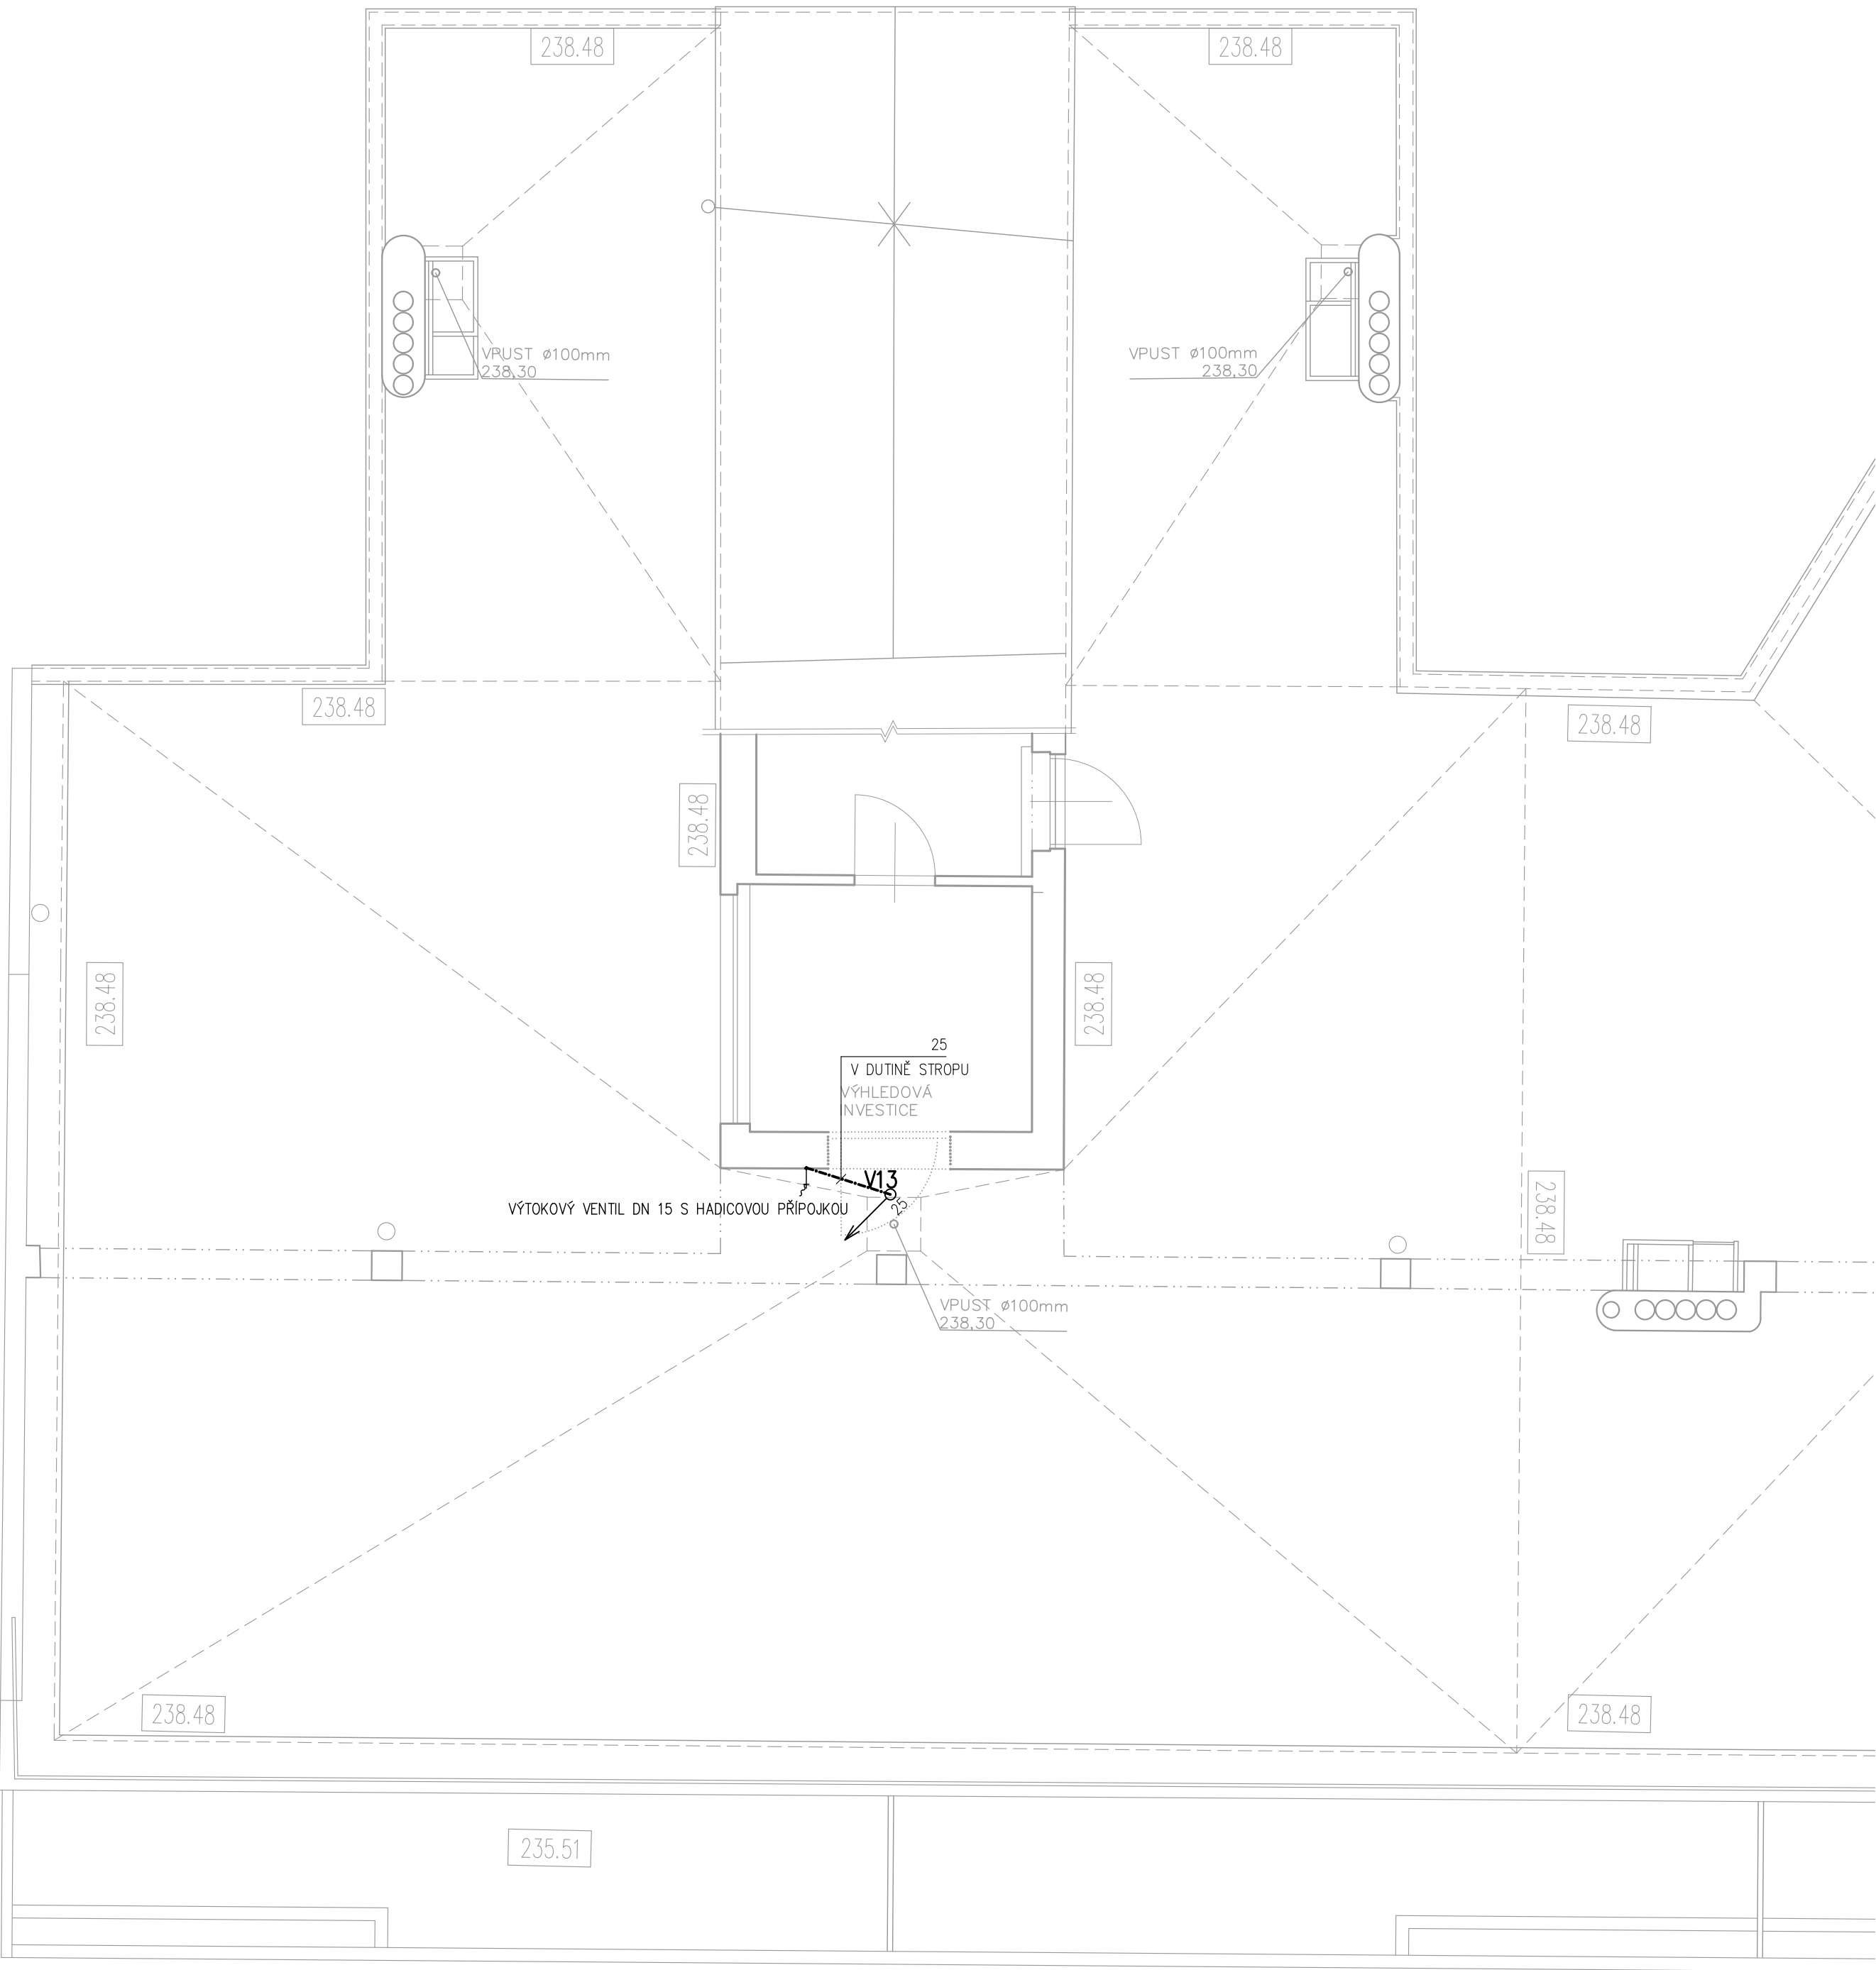 238.48
238.48
VPUST ø100mm
238,30
VPUST ø100mm
238,30
238.48
238.48
238.48
238.48
238.48
25
V DUTINĚ STROPU
VÝHLEDOVÁ
INVESTICE
V13
25
VÝTOKOVÝ VENTIL DN 15 S HADICOVOU PŘÍPOJKOU
238.48
VPUST ø100mm
238,30
238.48
238.48
235.51